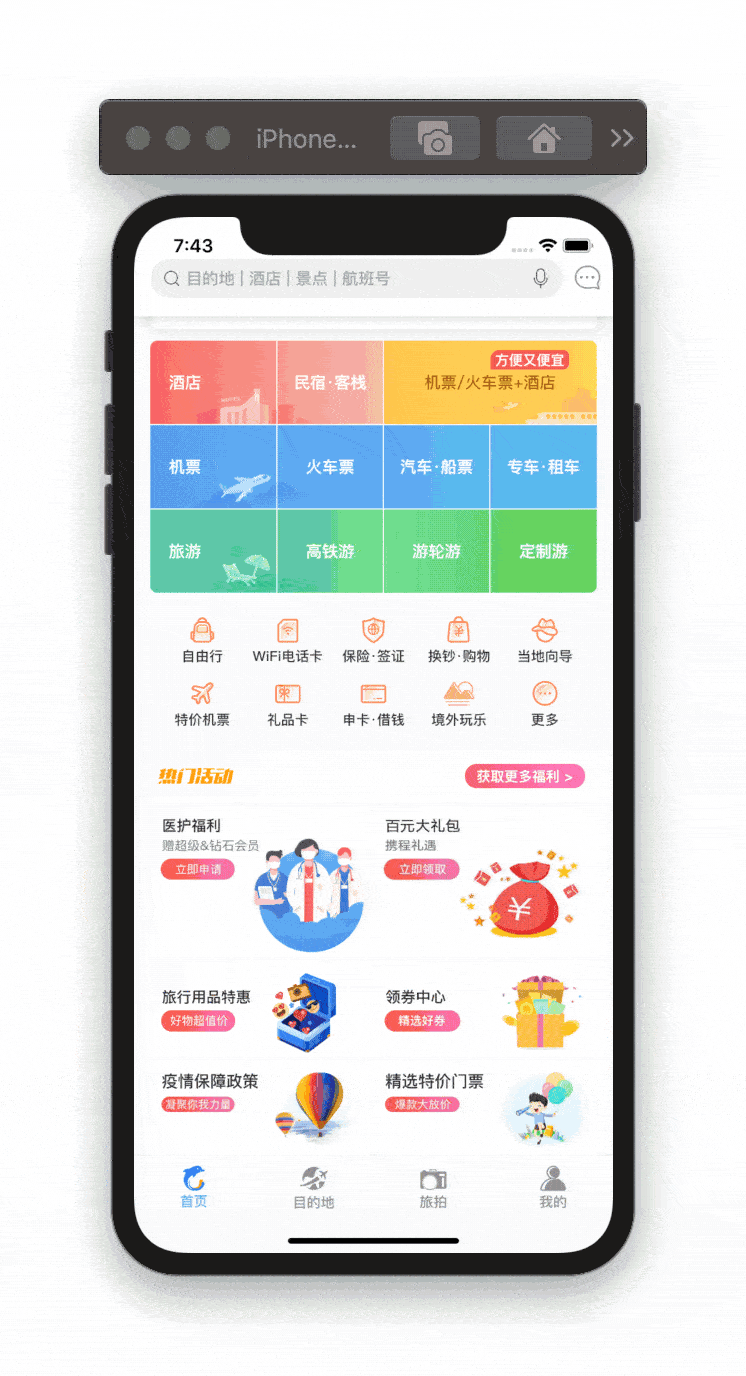 iPhone...
7:43
目的地 | 酒店 | 景点 | 航班号
方便又便宜
酒店
民宿·客栈
机票/火车票+酒店
机票
火车票
汽车·船票
专车·租车
旅游
高铁游
游轮游
定制游
自由行
WiFi电话卡
保险·签证
换钞·购物
当地向导
特价机票
礼品卡
申卡·借钱
境外玩乐
更多
热门活动
获取更多福利 >
医护福利
赠超级&钻石会员
立即申请
百元大礼包
携程礼遇
立即领取
旅行用品特惠
好物超值价
领券中心
精选好券
疫情保障政策
凝聚你我力量
精选特价门票
爆款大放价
首页
目的地
旅拍
我的